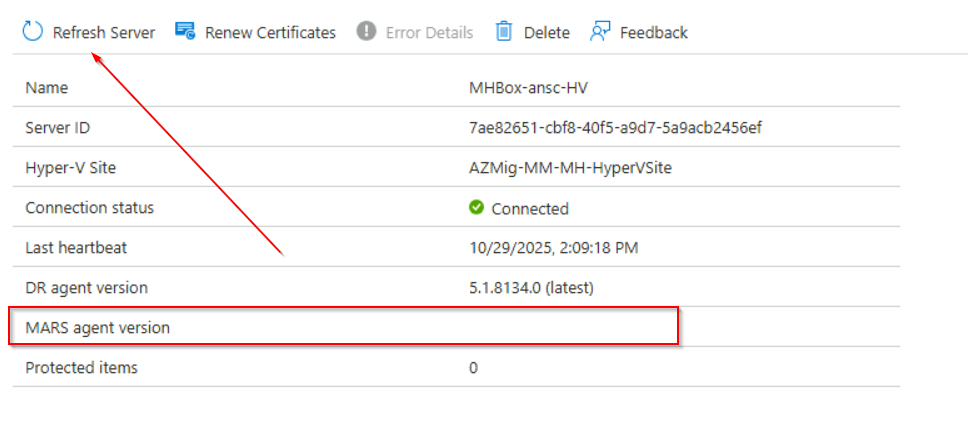 Refresh Server Renew Certificates Error Details Delete Feedback
Name MHBox-ansc-HV
Server ID 7ae82651-cbf8-40f5-a9d7-5a9acb2456ef
Hyper-V Site AZMig-MM-MH-HyperVSite
Connection status Connected
Last heartbeat 10/29/2025, 2:09:18 PM
DR agent version 5.1.8134.0 (latest)
MARS agent version
Protected items 0